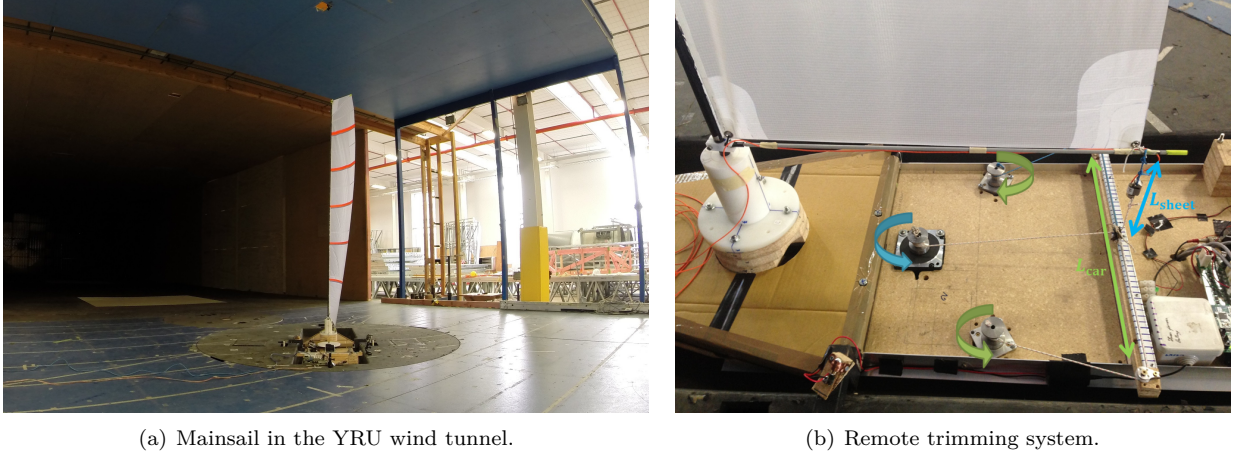 L_sheet
L_car
(a) Mainsail in the YRU wind tunnel.
(b) Remote trimming system.